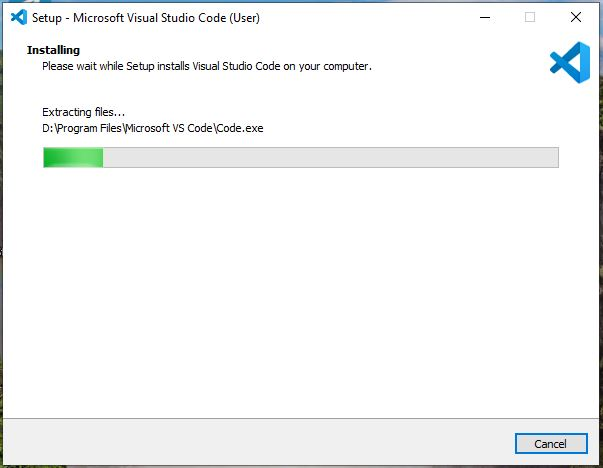 Setup - Microsoft Visual Studio Code (User)
Installing
Please wait while Setup installs Visual Studio Code on your computer.
Extracting files...
D:\Program Files\Microsoft VS Code\Code.exe
Cancel